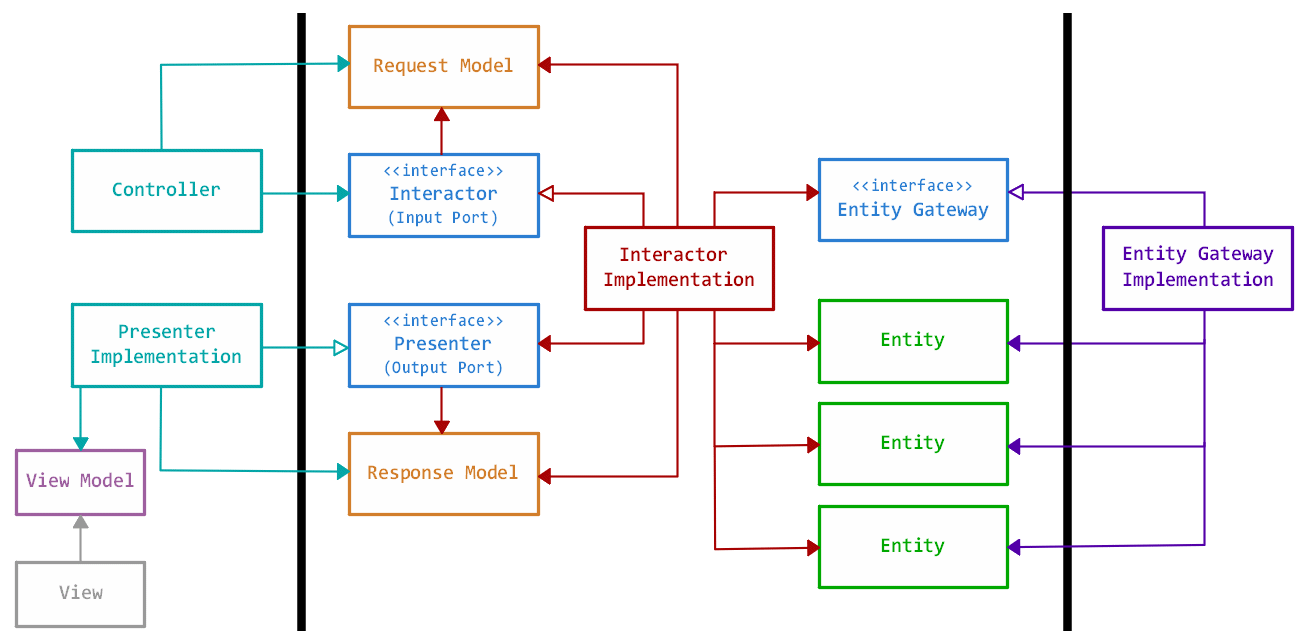 Request Model
Controller
<<interface>>
Interactor
(Input Port)
<<interface>>
Entity Gateway
Interactor
Implementation
Entity Gateway
Implementation
Presenter
Implementation
<<interface>>
Presenter
(Output Port)
Entity
View Model
Response Model
Entity
Entity
View